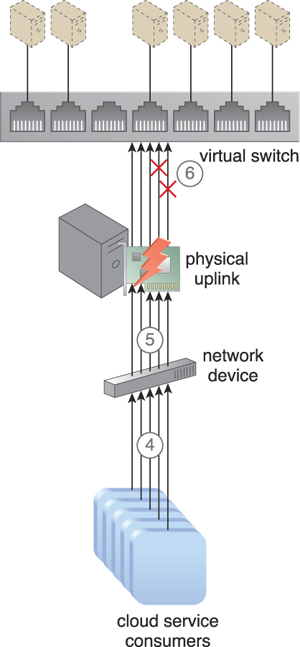 virtual switch
6
physical
uplink
5
network
device
4
cloud service
consumers